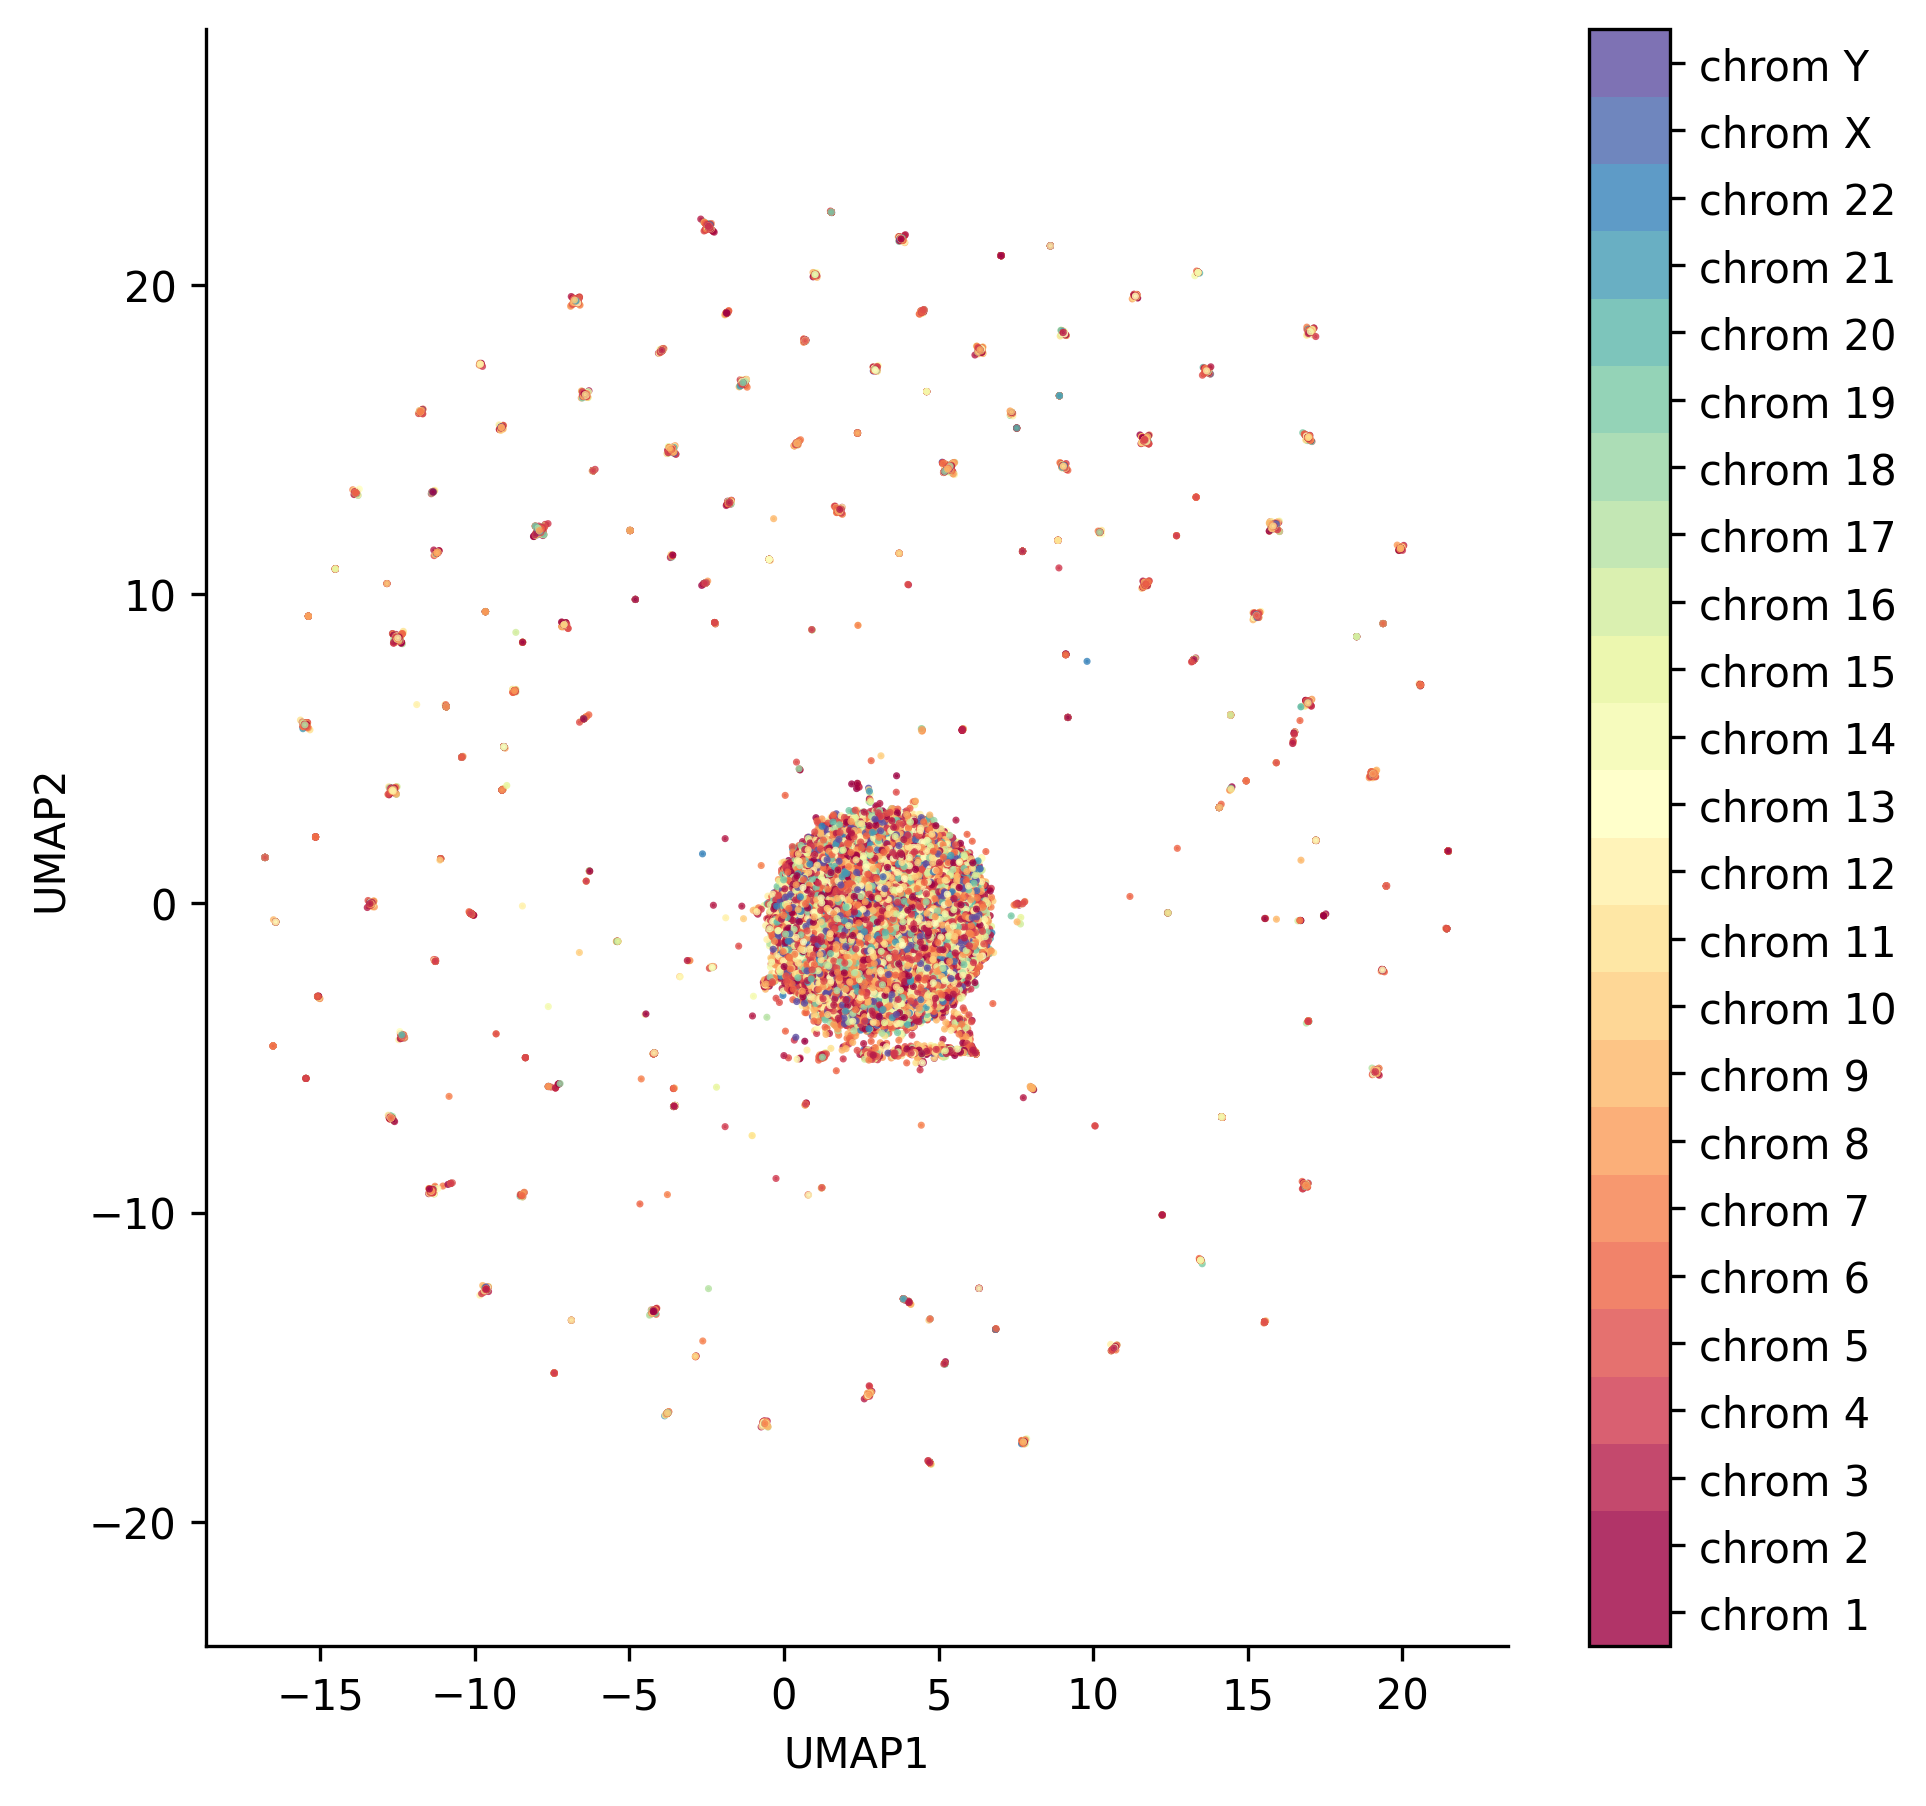 20
10
0
−10
−20
UMAP2
−15
−10
−5
0
5
10
15
20
UMAP1
chrom Y
chrom X
chrom 22
chrom 21
chrom 20
chrom 19
chrom 18
chrom 17
chrom 16
chrom 15
chrom 14
chrom 13
chrom 12
chrom 11
chrom 10
chrom 9
chrom 8
chrom 7
chrom 6
chrom 5
chrom 4
chrom 3
chrom 2
chrom 1